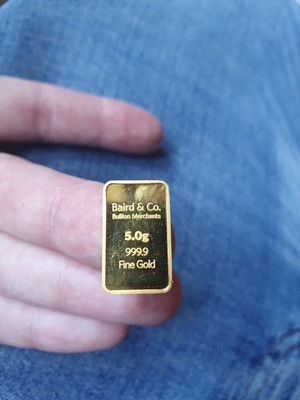 Baird & Co.
Bullion Merchants
5.0g
999.9
Fine Gold